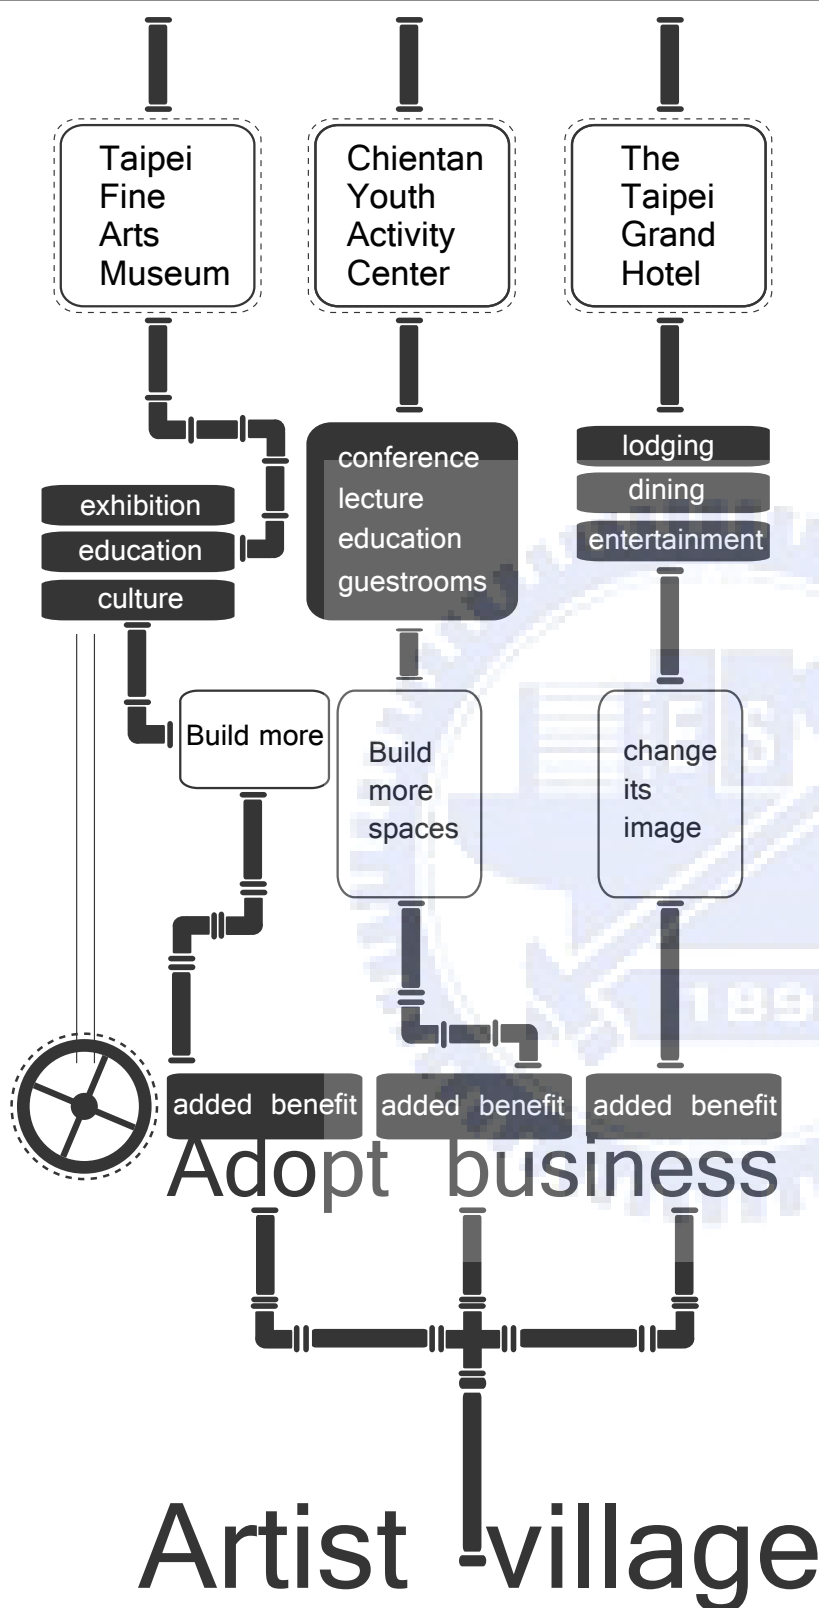 Taipei
Fine
Arts
Museum
Chientan
Youth
Activity
Center
The
Taipei
Grand
Hotel
exhibition
education
culture
conference
lecture
education
guestrooms
lodging
dining
entertainment
Build more
Build
more
spaces
change
its
image
added benefit
added benefit
added benefit
Adopt business
Artist village
ES
189